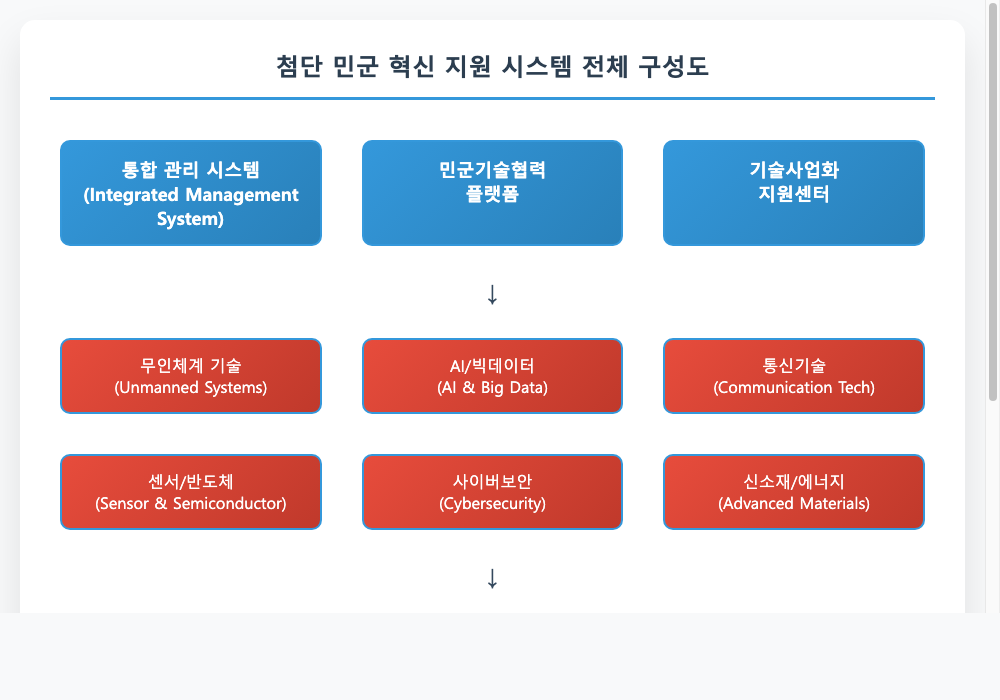 첨단 민군 혁신 지원 시스템 전체 구성도
통합 관리 시스템
(Integrated Management
System)
민군기술협력
플랫폼
기술사업화
지원센터
↓
무인체계 기술
(Unmanned Systems)
AI/빅데이터
(AI & Big Data)
통신기술
(Communication Tech)
센서/반도체
(Sensor & Semiconductor)
사이버보안
(Cybersecurity)
신소재/에너지
(Advanced Materials)
↓